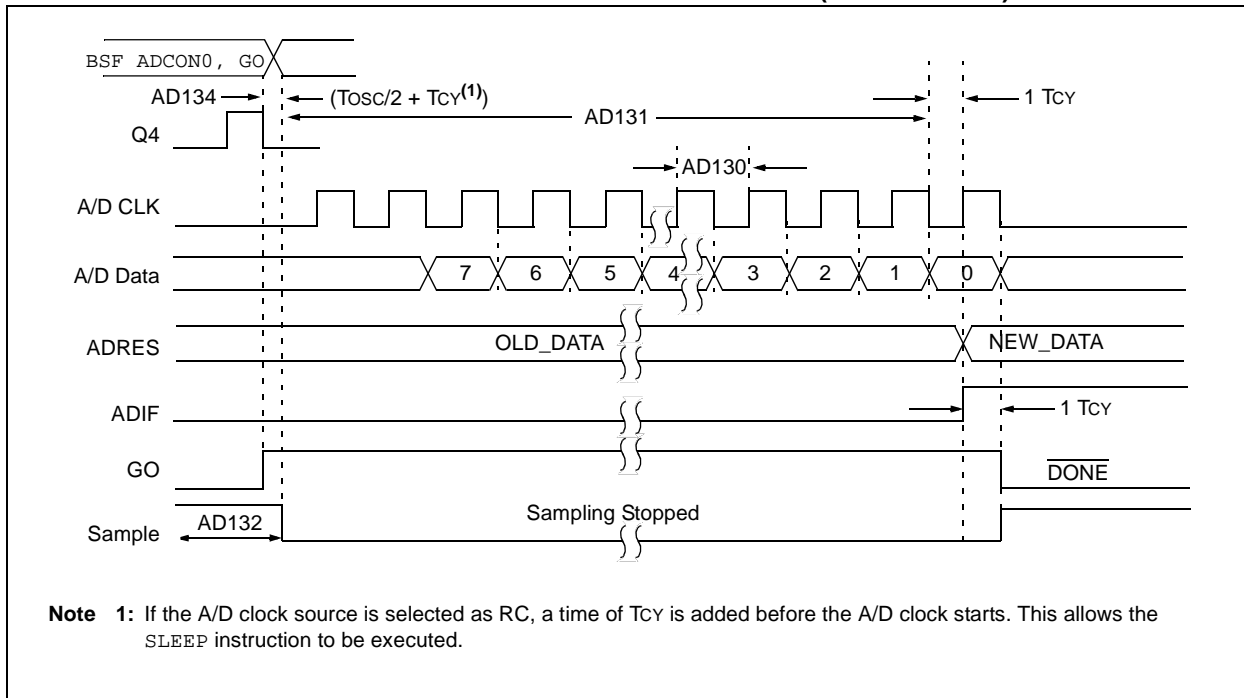 BSF ADCON0, GO
AD134
(TOSC/2 + TCY(1))
1 TCY
AD131
Q4
AD130
A/D CLK
A/D Data
7 6 5 4 3 2 1 0
ADRES
OLD_DATA
NEW_DATA
ADIF
1 TCY
GO
DONE
Sample
AD132
Sampling Stopped
Note 1: If the A/D clock source is selected as RC, a time of TCY is added before the A/D clock starts. This allows the
SLEEP instruction to be executed.